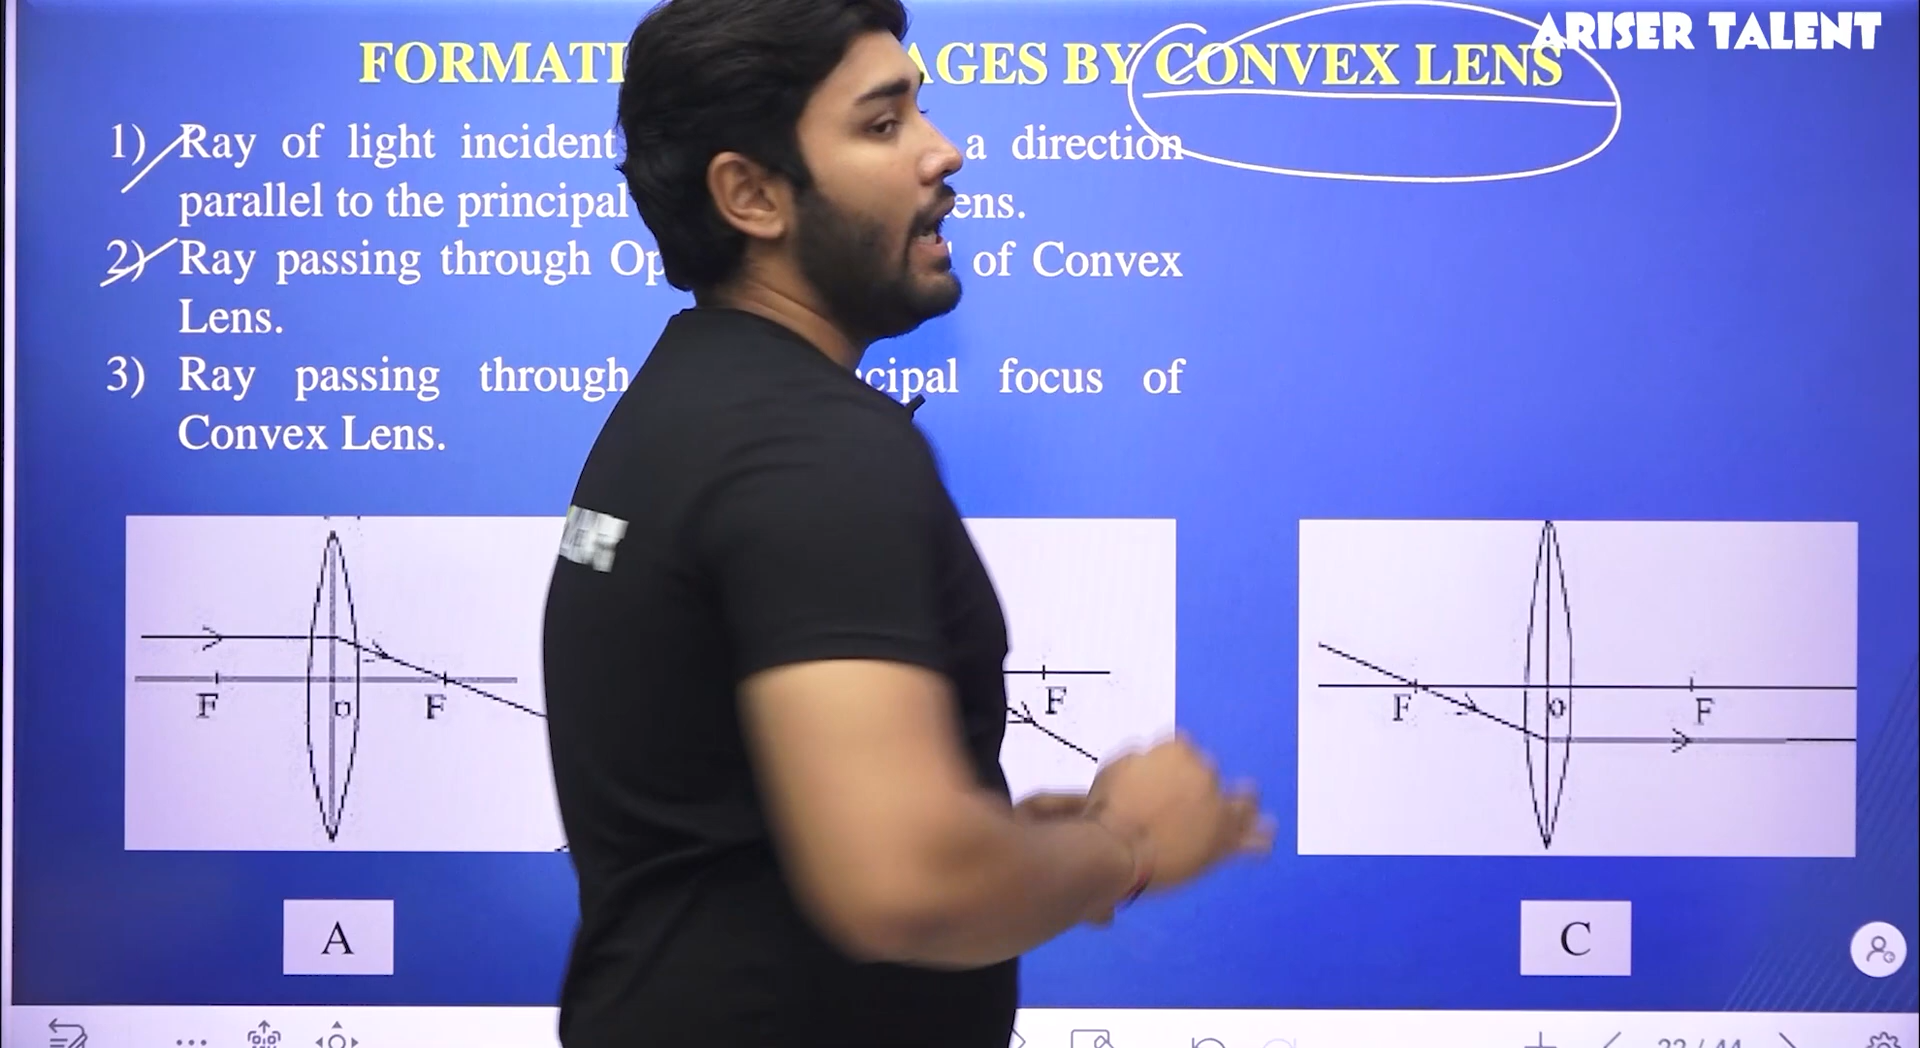 ARISER TALENT
FORMATI AGES BY CONVEX LENS
1) Ray of light incident a direction
parallel to the principal ens.
2) Ray passing through Op of Convex
Lens.
3) Ray passing through cipal focus of
Convex Lens.
F O F
F
F O F
A
C